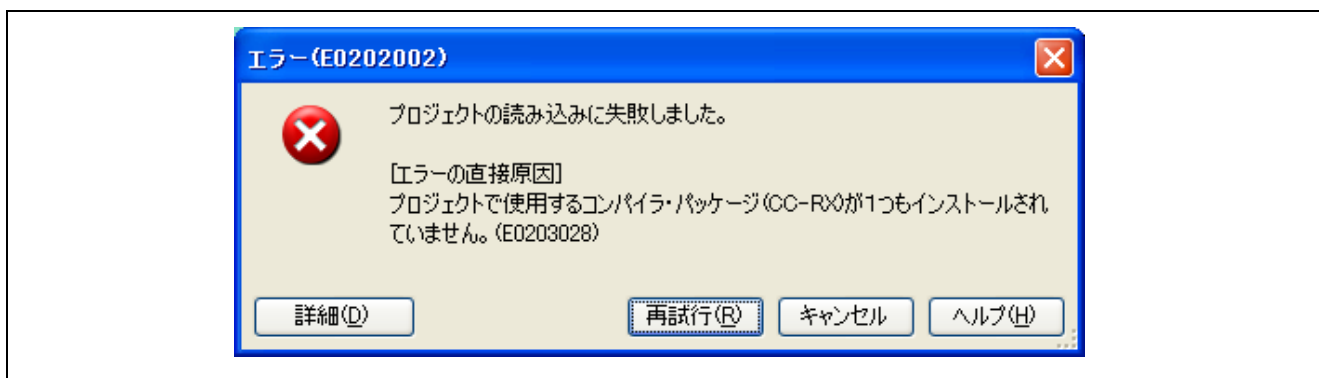 エラー(E0202002)
プロジェクトの読み込みに失敗しました。
[エラーの直接原因]
プロジェクトで使用するコンパイラ・パッケージ(CC-RX)が1つもインストールされ
ていません。(E0203028)
詳細(D) 再試行(R) キャンセル ヘルプ(H)